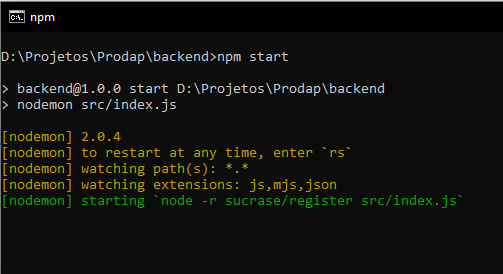 npm
D:\Projetos\Prodap\backend>npm start
> backend@1.0.0 start D:\Projetos\Prodap\backend
> nodemon src/index.js
[nodemon] 2.0.4
[nodemon] to restart at any time, enter `rs`
[nodemon] watching path(s): *.*
[nodemon] watching extensions: js,mjs,json
[nodemon] starting `node -r sucrase/register src/index.js`